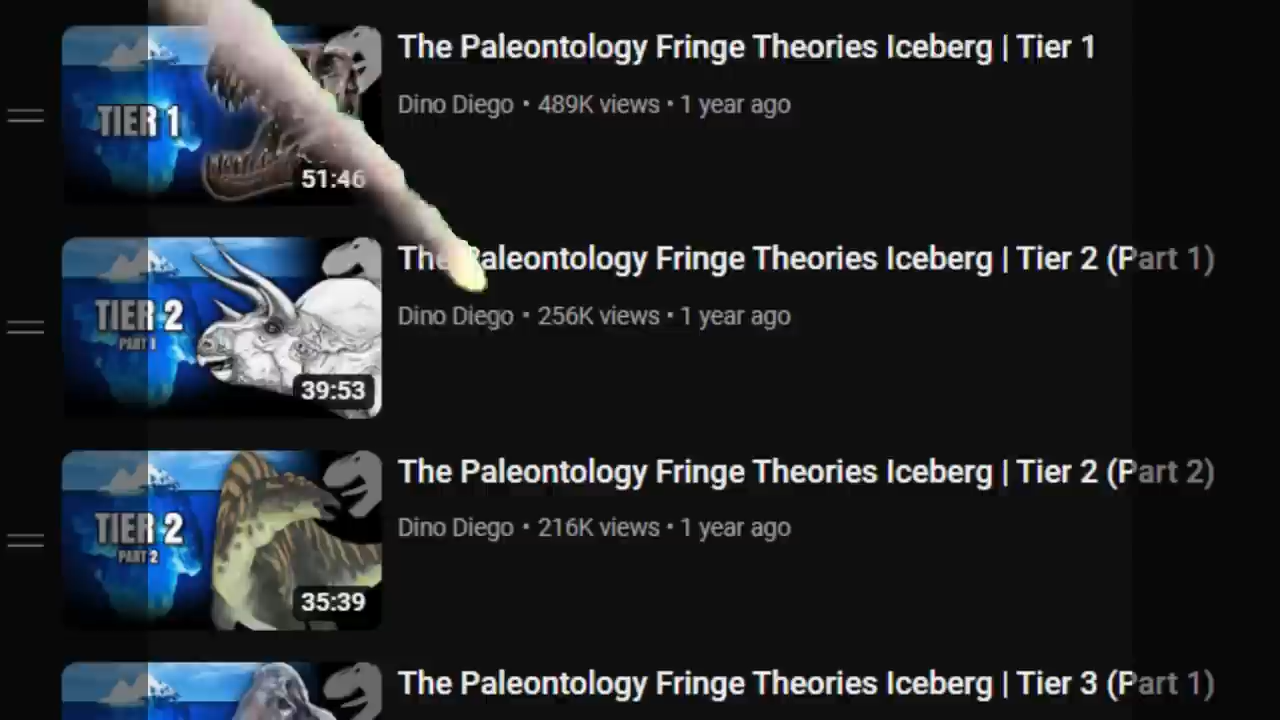 The Paleontology Fringe Theories Iceberg | Tier 1
Dino Diego • 489K views • 1 year ago
TIER 1
51:46
The Paleontology Fringe Theories Iceberg | Tier 2 (Part 1)
Dino Diego • 256K views • 1 year ago
TIER 2
PART 1
39:53
The Paleontology Fringe Theories Iceberg | Tier 2 (Part 2)
Dino Diego • 216K views • 1 year ago
TIER 2
PART 2
35:39
The Paleontology Fringe Theories Iceberg | Tier 3 (Part 1)